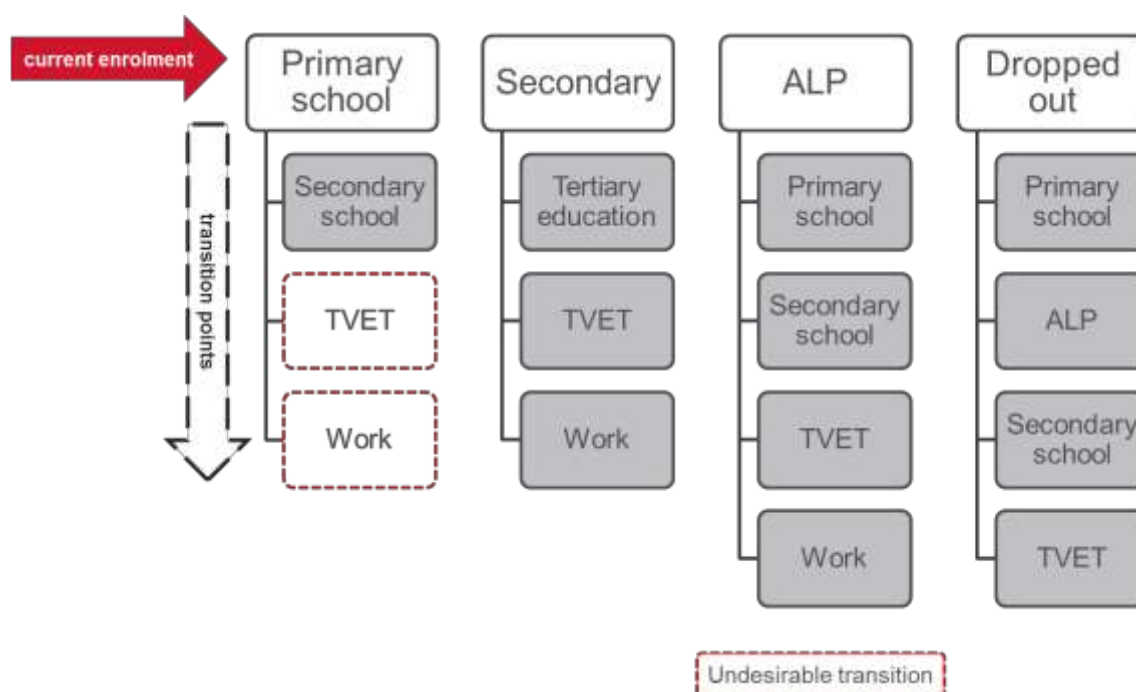 current enrolment
Primary
school
Secondary
ALP
Dropped
out
transition points
Secondary
school
TVET
Work
Tertiary
education
TVET
Work
Primary
school
Secondary
school
TVET
Work
Primary
school
ALP
Secondary
school
TVET
Undesirable transition